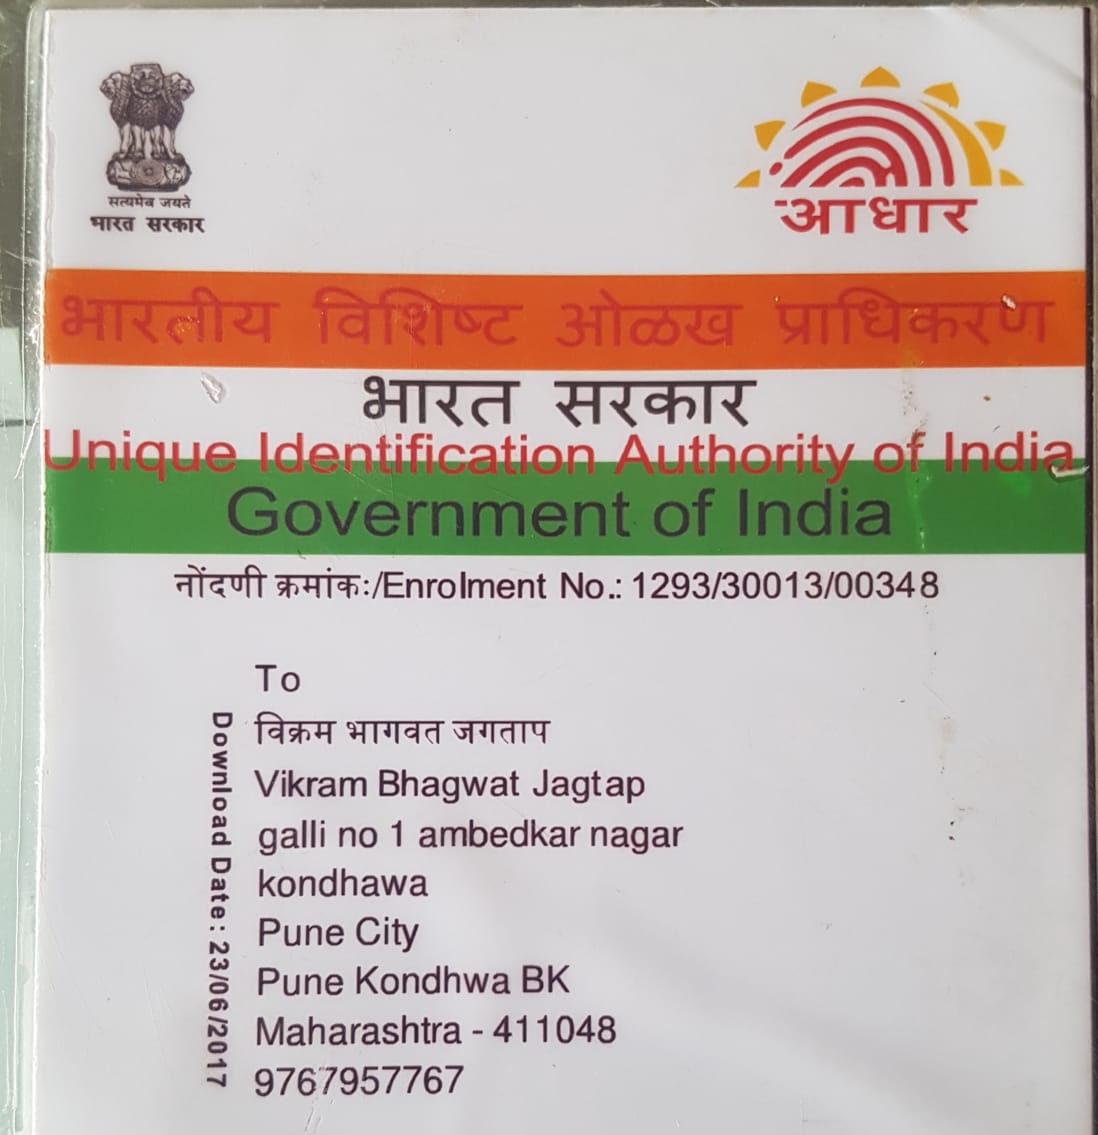 सत्यमेव जयते
भारत सरकार
आधार
भारतीय विशिष्ट ओळख प्राधिकरण
भारत सरकार
Unique Identification Authority of India
Government of India
नोंदणी क्रमांक:/Enrolment No.: 1293/30013/00348
To
विक्रम भागवत जगताप
Vikram Bhagwat Jagtap
galli no 1 ambedkar nagar
kondhawa
Pune City
Pune Kondhwa BK
Maharashtra - 411048
9767957767
Download Date: 23/06/2017